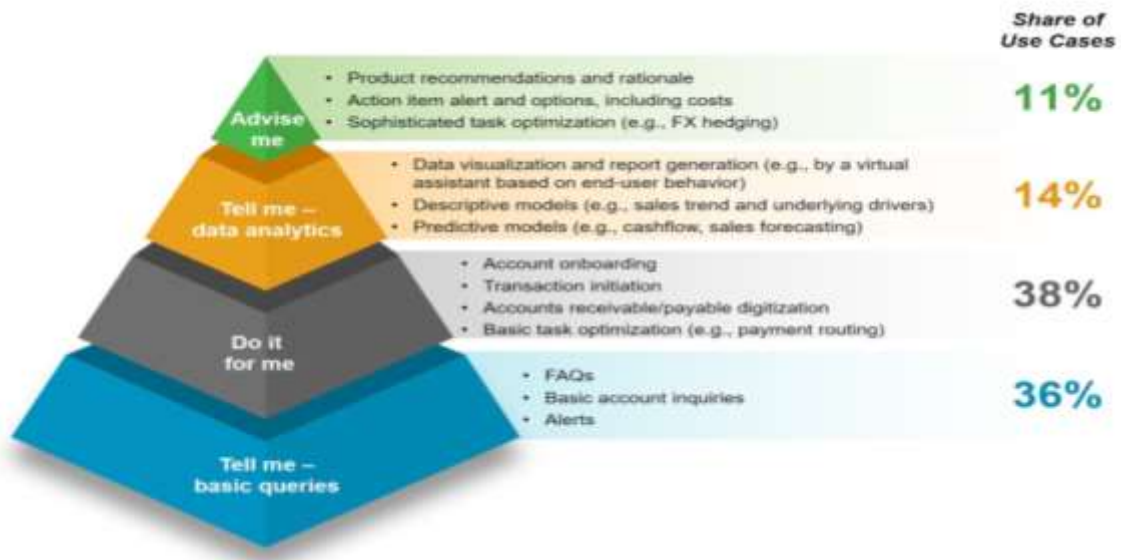 Share of
Use Cases
Advise
me
• Product recommendations and rationale
• Action item alert and options, including costs
• Sophisticated task optimization (e.g., FX hedging)
11%
Tell me –
data analytics
• Data visualization and report generation (e.g., by a virtual
assistant based on end-user behavior)
• Descriptive models (e.g., sales trend and underlying drivers)
• Predictive models (e.g., cashflow, sales forecasting)
14%
Do it
for me
• Account onboarding
• Transaction initiation
• Accounts receivable/payable digitization
• Basic task optimization (e.g., payment routing)
38%
Tell me –
basic queries
• FAQs
• Basic account inquiries
• Alerts
36%